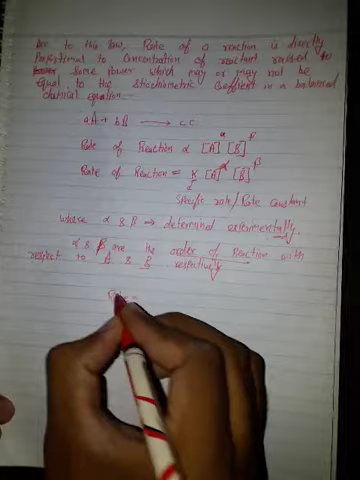 Acc to this law, Rate of a reaction is directly
Proportional to Concentration of reactant raised to
some power which may or may not be
equal to the Stoichiometric Coefficient in a balanced
chemical equation.
aA + bB ⟶ cC
Rate of Reaction ∝ [A]^α [B]^β
Rate of Reaction = K [A]^α [B]^β
Specific rate/Rate constant
where α & β ⟶ determined experimentally.
α & β are the order of Reaction with
respect to A & B respectively